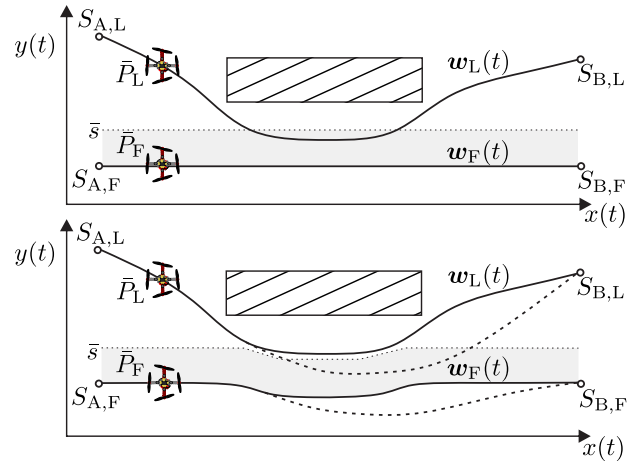 S_A,L
y(t)
P̄_L
w_L(t)
S_B,L
s̄
P̄_F
w_F(t)
S_A,F
S_B,F
x(t)
S_A,L
y(t)
P̄_L
w_L(t)
S_B,L
s̄
P̄_F
w_F(t)
S_A,F
S_B,F
x(t)